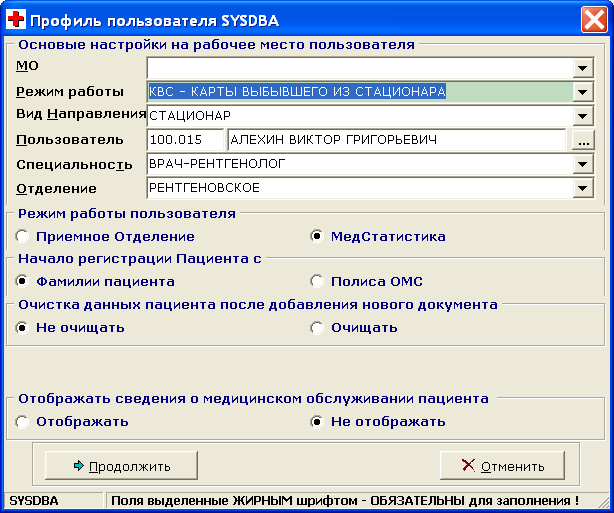 Профиль пользователя SYSDBA
Основые настройки на рабочее место пользователя
МО
Режим работы КВС - КАРТЫ ВЫБЫВШЕГО ИЗ СТАЦИОНАРА
Вид Направления СТАЦИОНАР
Пользователь 100.015 АЛЕХИН ВИКТОР ГРИГОРЬЕВИЧ ...
Специальность ВРАЧ-РЕНТГЕНОЛОГ
Отделение РЕНТГЕНОВСКОЕ
Режим работы пользователя
Приемное Отделение МедСтатистика
Начало регистрации Пациента с
Фамилии пациента Полиса ОМС
Очистка данных пациента после добавления нового документа
Не очищать Очищать
Отображать сведения о медицинском обслуживании пациента
Отображать Не отображать
Продолжить Отменить
SYSDBA Поля выделенные ЖИРНЫМ шрифтом - ОБЯЗАТЕЛЬНЫ для заполнения !